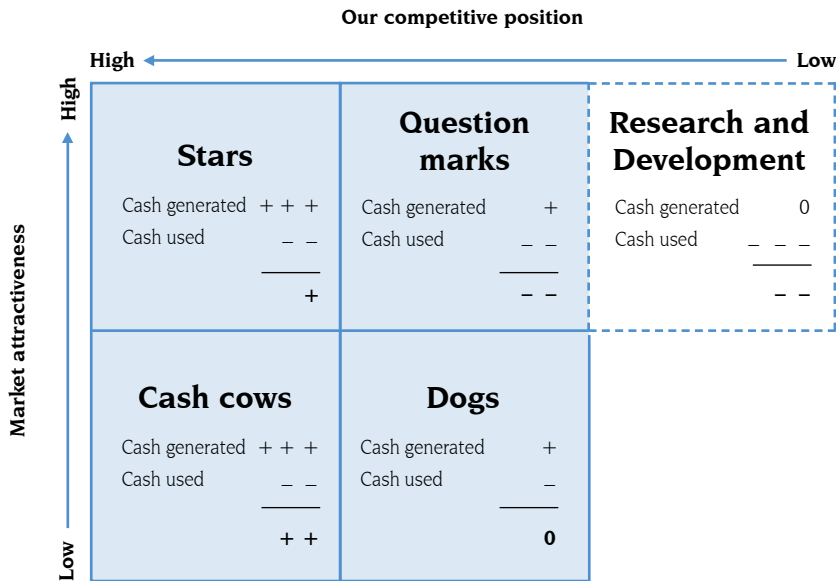 Our competitive position
High
Low
Market attractiveness
High
Low
Stars
Cash generated + + +
Cash used – –
+
Question
marks
Cash generated +
Cash used – –
– –
Research and
Development
Cash generated 0
Cash used – – –
– –
Cash cows
Cash generated + + +
Cash used – –
+ +
Dogs
Cash generated +
Cash used –
0